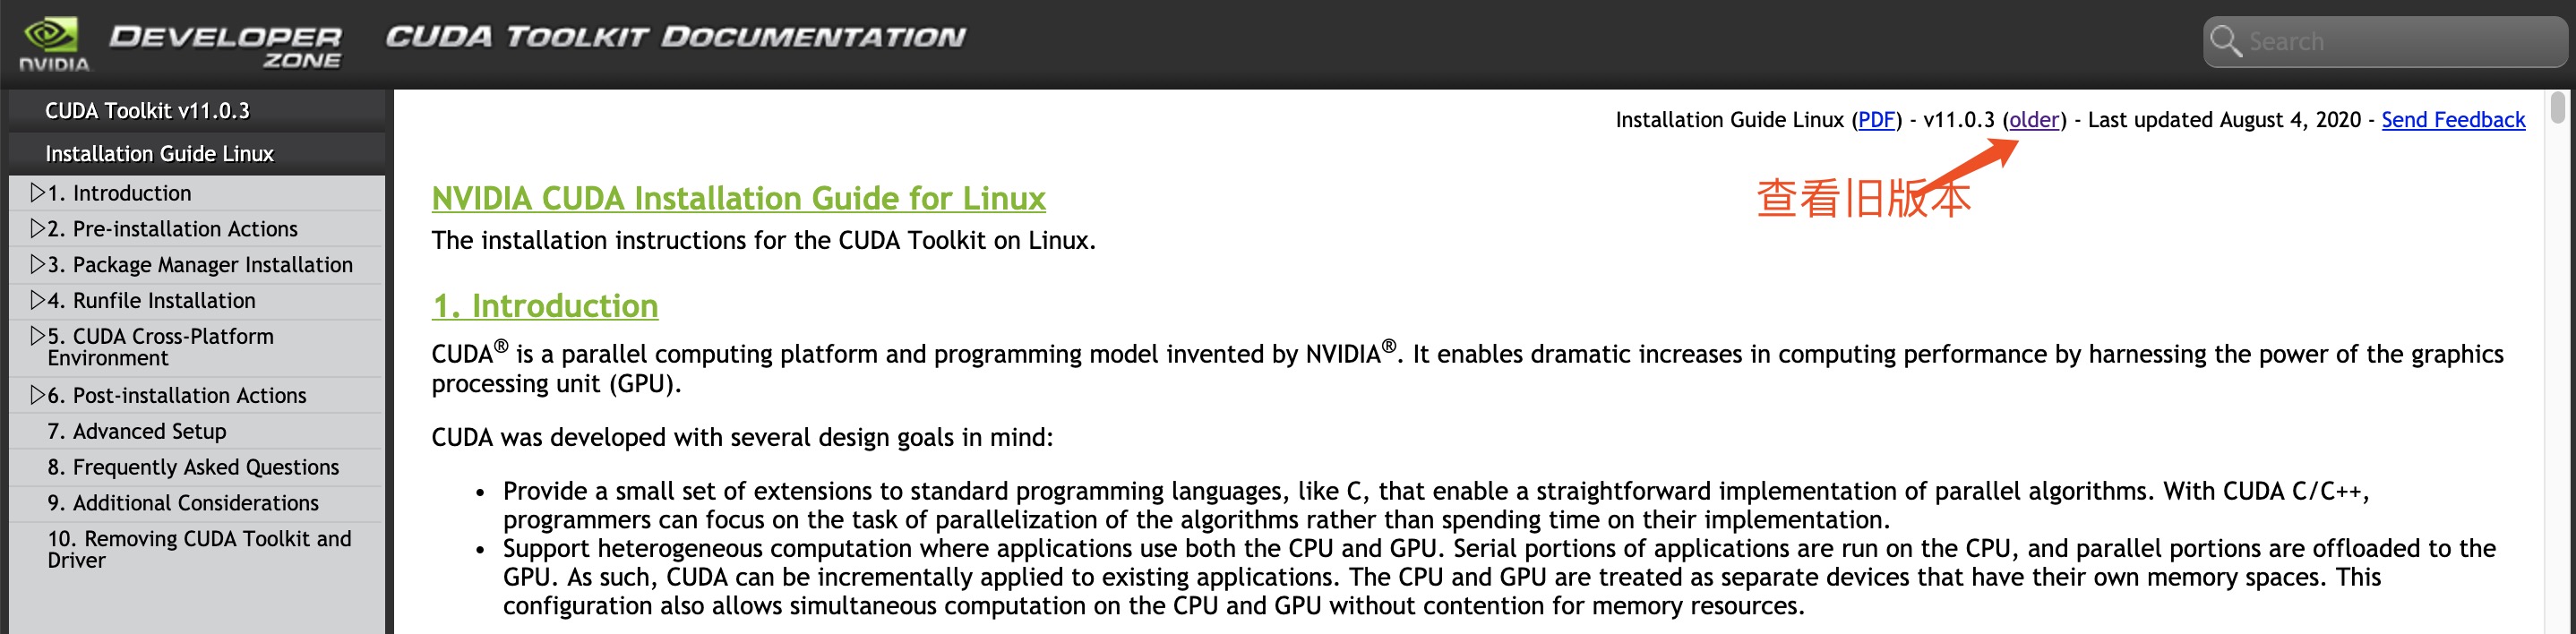 NVIDIA
DEVELOPER
ZONE
CUDA TOOLKIT DOCUMENTATION
Search
CUDA Toolkit v11.0.3
Installation Guide Linux
1. Introduction
2. Pre-installation Actions
3. Package Manager Installation
4. Runfile Installation
5. CUDA Cross-Platform
Environment
6. Post-installation Actions
7. Advanced Setup
8. Frequently Asked Questions
9. Additional Considerations
10. Removing CUDA Toolkit and
Driver
Installation Guide Linux (PDF) - v11.0.3 (older) - Last updated August 4, 2020 - Send Feedback
查看旧版本
NVIDIA CUDA Installation Guide for Linux
The installation instructions for the CUDA Toolkit on Linux.
1. Introduction
CUDA® is a parallel computing platform and programming model invented by NVIDIA®. It enables dramatic increases in computing performance by harnessing the power of the graphics
processing unit (GPU).
CUDA was developed with several design goals in mind:
• Provide a small set of extensions to standard programming languages, like C, that enable a straightforward implementation of parallel algorithms. With CUDA C/C++,
programmers can focus on the task of parallelization of the algorithms rather than spending time on their implementation.
• Support heterogeneous computation where applications use both the CPU and GPU. Serial portions of applications are run on the CPU, and parallel portions are offloaded to the
GPU. As such, CUDA can be incrementally applied to existing applications. The CPU and GPU are treated as separate devices that have their own memory spaces. This
configuration also allows simultaneous computation on the CPU and GPU without contention for memory resources.